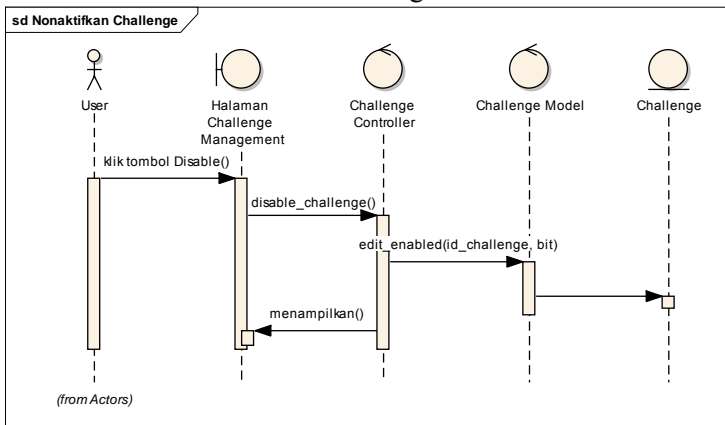 sd Nonaktifkan Challenge
User
Halaman
Challenge
Management
Challenge
Controller
Challenge Model
Challenge
klik tombol Disable()
disable_challenge()
edit_enabled(id_challenge, bit)
menampilkan()
(from Actors)